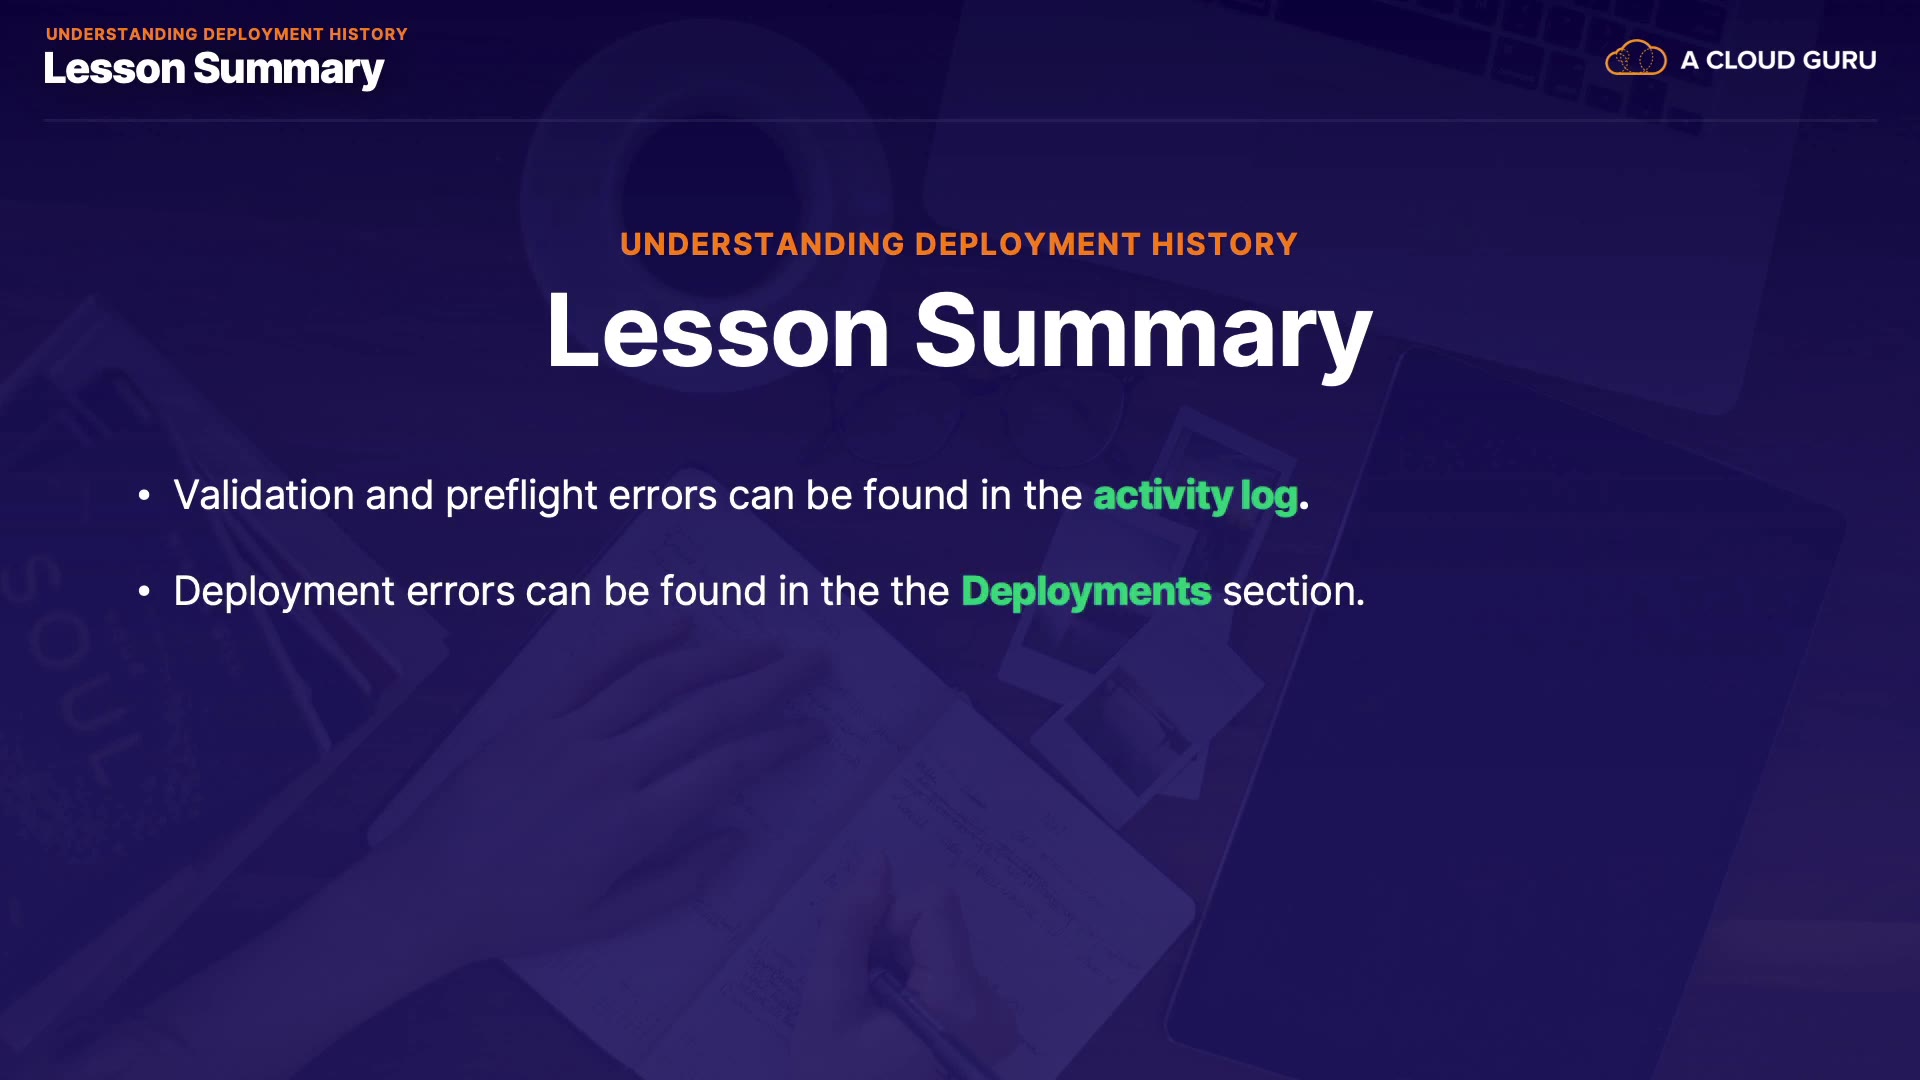 UNDERSTANDING DEPLOYMENT HISTORY
Lesson Summary
A CLOUD GURU
UNDERSTANDING DEPLOYMENT HISTORY
Lesson Summary
• Validation and preflight errors can be found in the activity log.
• Deployment errors can be found in the the Deployments section.
SOUL